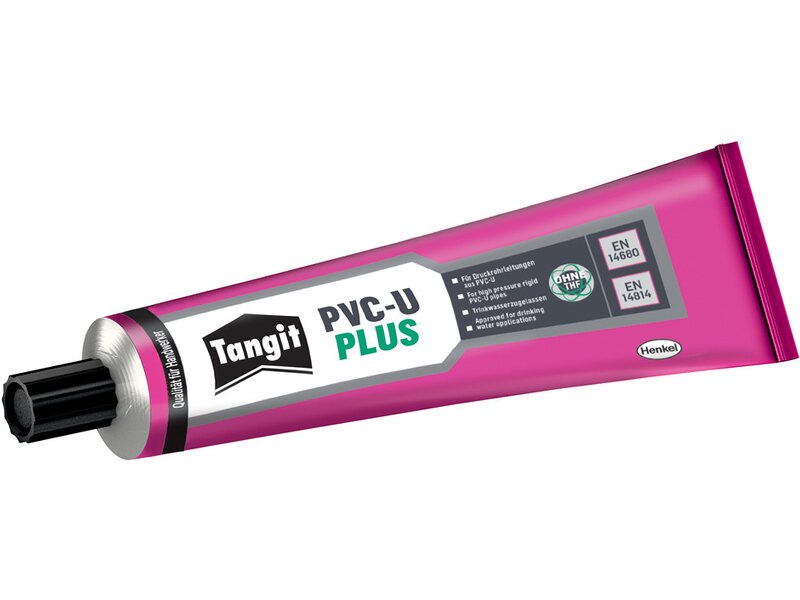 Qualität für Handwerker
Tangit
PVC-U
PLUS
Für Druckrohrleitungen
aus PVC-U
For high pressure rigid
PVC-U pipes
Trinkwasserzugelassen
Approved for drinking
water applications
OHNE
THF
EN
14680
EN
14814
Henkel